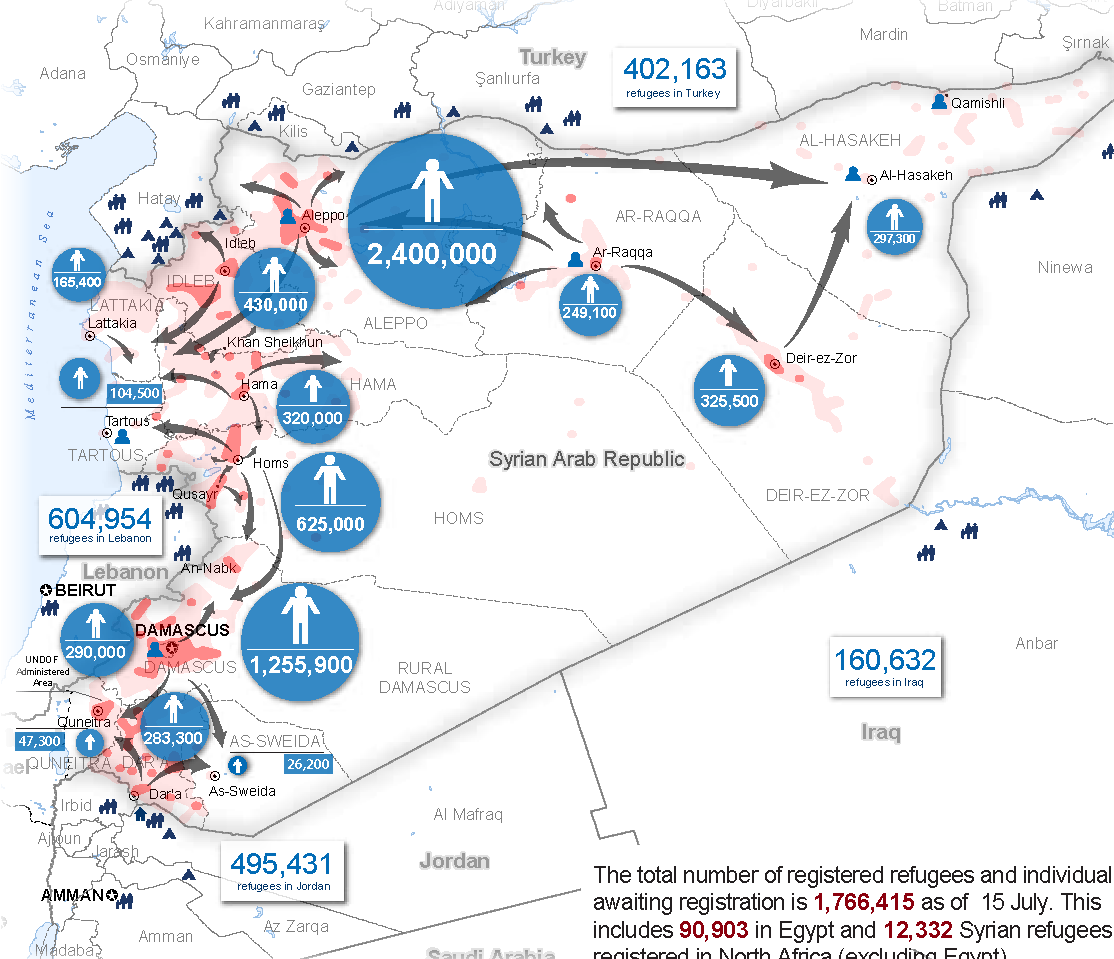 Adiyaman
Diyarbakii
Batman
Kahramanmaraş
Mardin
Şırnak
Osmaniye
Turkey
Adana
Şanlıurfa
402,163
refugees in Turkey
Gaziantep
Qamishli
Kilis
AL-HASAKEH
Al-Hasakeh
Hatay
Aleppo
AR-RAQQA
Mediterranean Sea
Idleb
2,400,000
297,300
Ar-Raqqa
Ninewa
165,400
IDLEB
430,000
249,100
LATTAKIA
Lattakia
ALEPPO
Khan Sheikhun
Deir-ez-Zor
104,500
Hama
HAMA
325,500
320,000
Tartous
TARTOUS
Homs
Syrian Arab Republic
Qusayr
DEIR-EZ-ZOR
604,954
refugees in Lebanon
625,000
HOMS
Lebanon
An-Nabk
BEIRUT
DAMASCUS
290,000
UNDOF
Administered
Area
DAMASCUS
1,255,900
RURAL
DAMASCUS
Anbar
160,632
refugees in Iraq
Quneitra
283,300
47,300
AS-SWEIDA
Iraq
ael
QUNEITRA
DAR'A
26,200
As-Sweida
Dar'a
Irbid
Al Mafraq
Ajloun
Jarash
495,431
refugees in Jordan
Jordan
AMMAN
Az Zarqa
Amman
Madaba
Saudi Arabia
The total number of registered refugees and individual
awaiting registration is 1,766,415 as of 15 July. This
includes 90,903 in Egypt and 12,332 Syrian refugees
registered in North Africa (excluding Egypt)